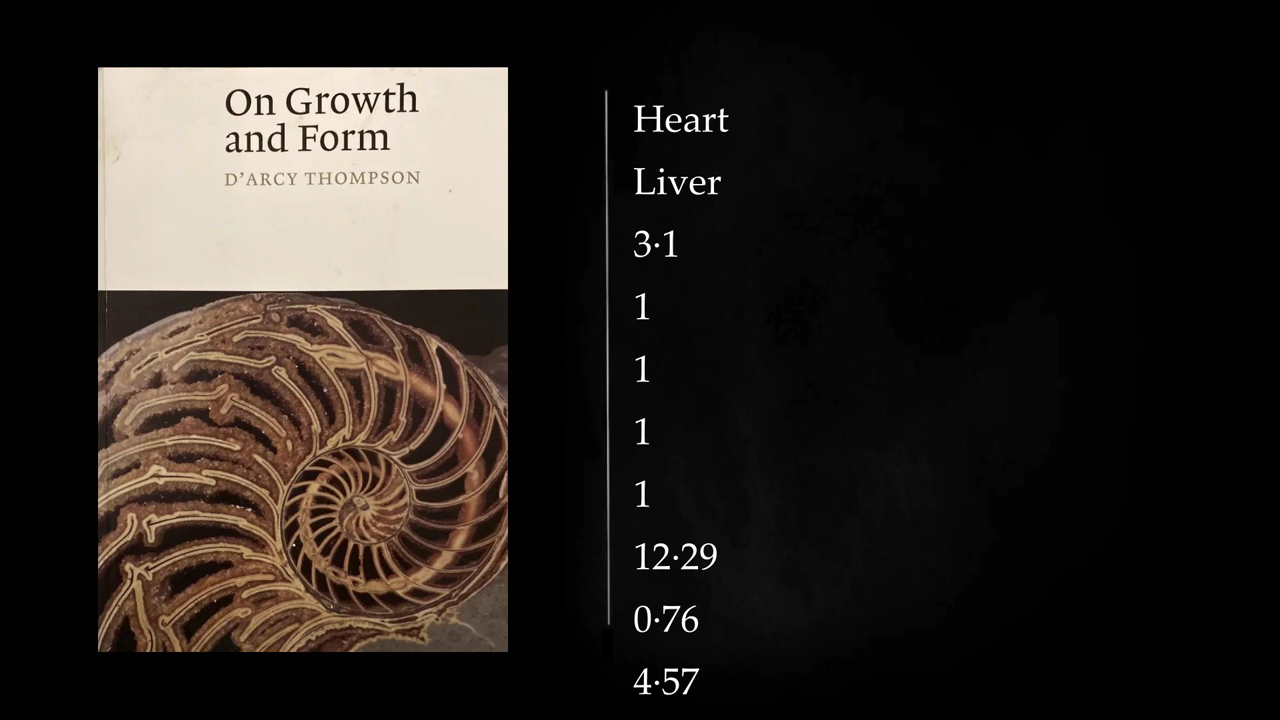 On Growth
and Form
D'ARCY THOMPSON
Heart
Liver
3·1
1
1
1
1
12·29
0·76
4·57